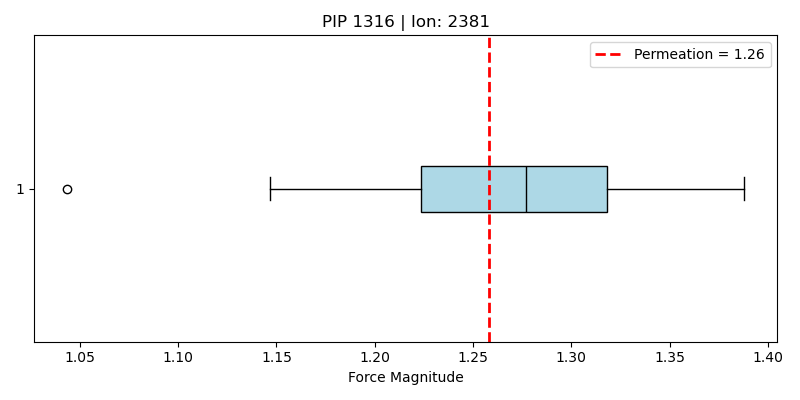 PIP 1316 | Ion: 2381
Permeation = 1.26
1
1.05 1.10 1.15 1.20 1.25 1.30 1.35 1.40
Force Magnitude